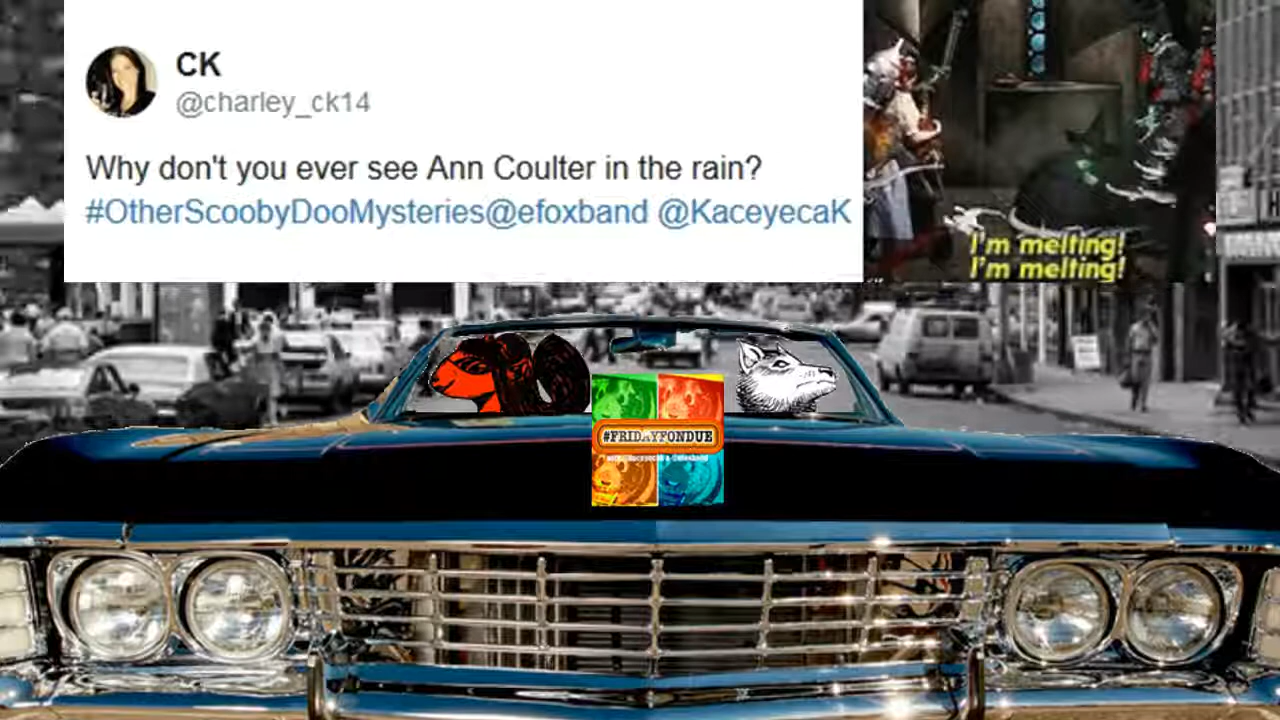 CK
@charley_ck14
Why don't you ever see Ann Coulter in the rain?
#OtherScoobyDooMysteries@efoxband @KaceyecaK
I'm melting!
I'm melting!
#FRIDAYFONDUE